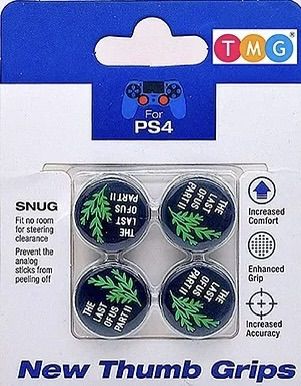 TMG
For
PS4
SNUG
Fit no room
for steering
clearance
Prevent the
analog
sticks from
peeling off
THE
LAST
OF US
PART II
THE
LAST
OF US
PART II
THE
LAST
OF US
PART II
THE
LAST
OF US
PART II
Increased
Comfort
Enhanced
Grip
Increased
Accuracy
New Thumb Grips